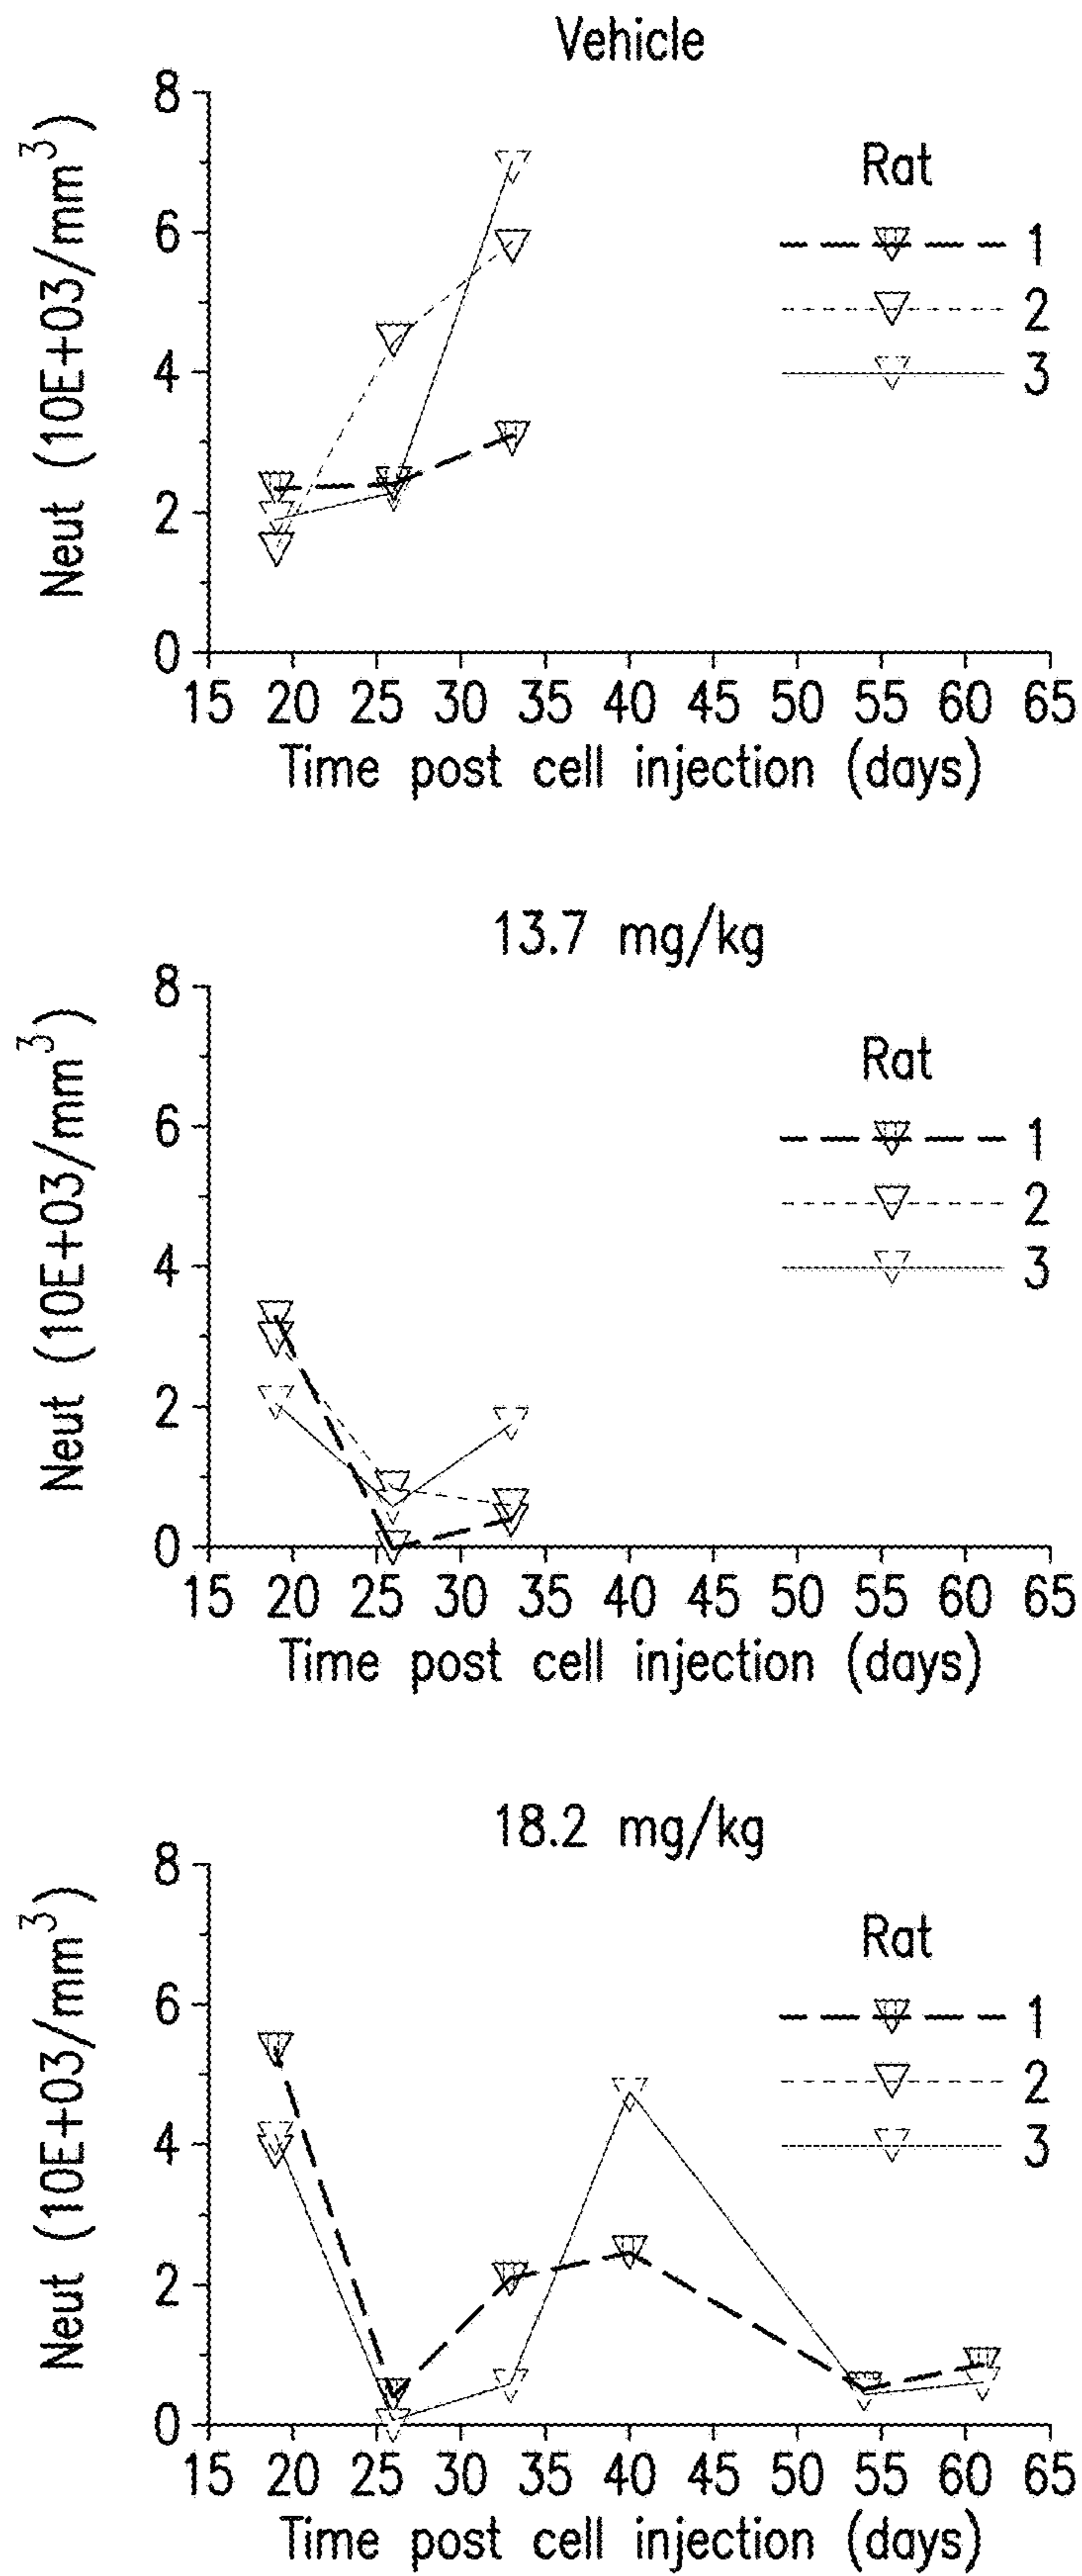 Vehicle
Neut (10E+03/mm³)
8
6
4
2
0
Rat
1
2
3
15 20 25 30 35 40 45 50 55 60 65
Time post cell injection (days)
13.7 mg/kg
Neut (10E+03/mm³)
8
6
4
2
0
Rat
1
2
3
15 20 25 30 35 40 45 50 55 60 65
Time post cell injection (days)
18.2 mg/kg
Neut (10E+03/mm³)
8
6
4
2
0
Rat
1
2
3
15 20 25 30 35 40 45 50 55 60 65
Time post cell injection (days)